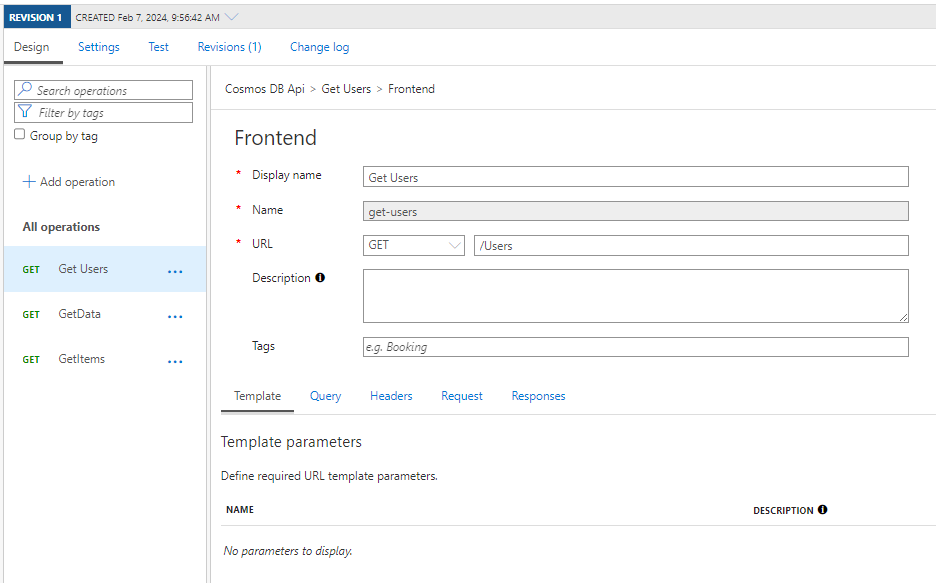 REVISION 1 CREATED Feb 7, 2024, 9:56:42 AM
Design Settings Test Revisions (1) Change log
Search operations
Filter by tags
Group by tag
Add operation
All operations
GET Get Users ...
GET GetData ...
GET GetItems ...
Cosmos DB Api > Get Users > Frontend
Frontend
* Display name Get Users
* Name get-users
* URL GET /Users
Description
Tags e.g. Booking
Template Query Headers Request Responses
Template parameters
Define required URL template parameters.
NAME DESCRIPTION
No parameters to display.